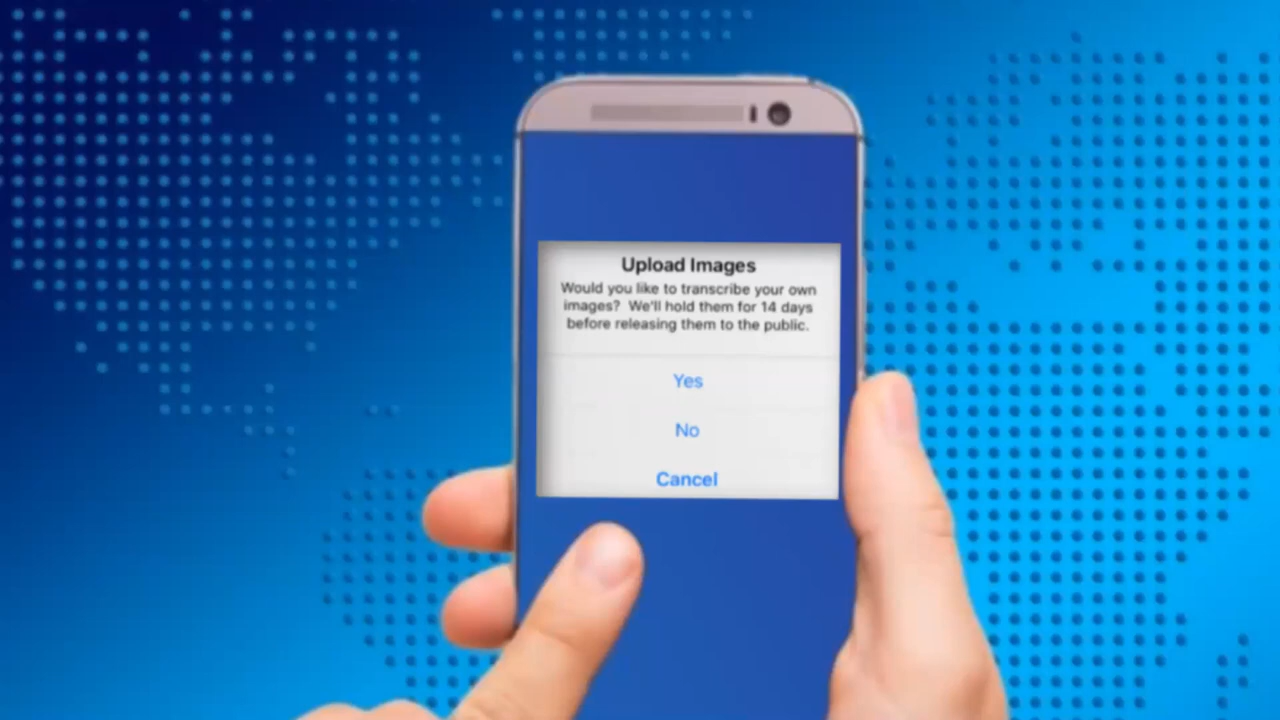 Upload Images
Would you like to transcribe your own
images? We'll hold them for 14 days
before releasing them to the public.
Yes
No
Cancel